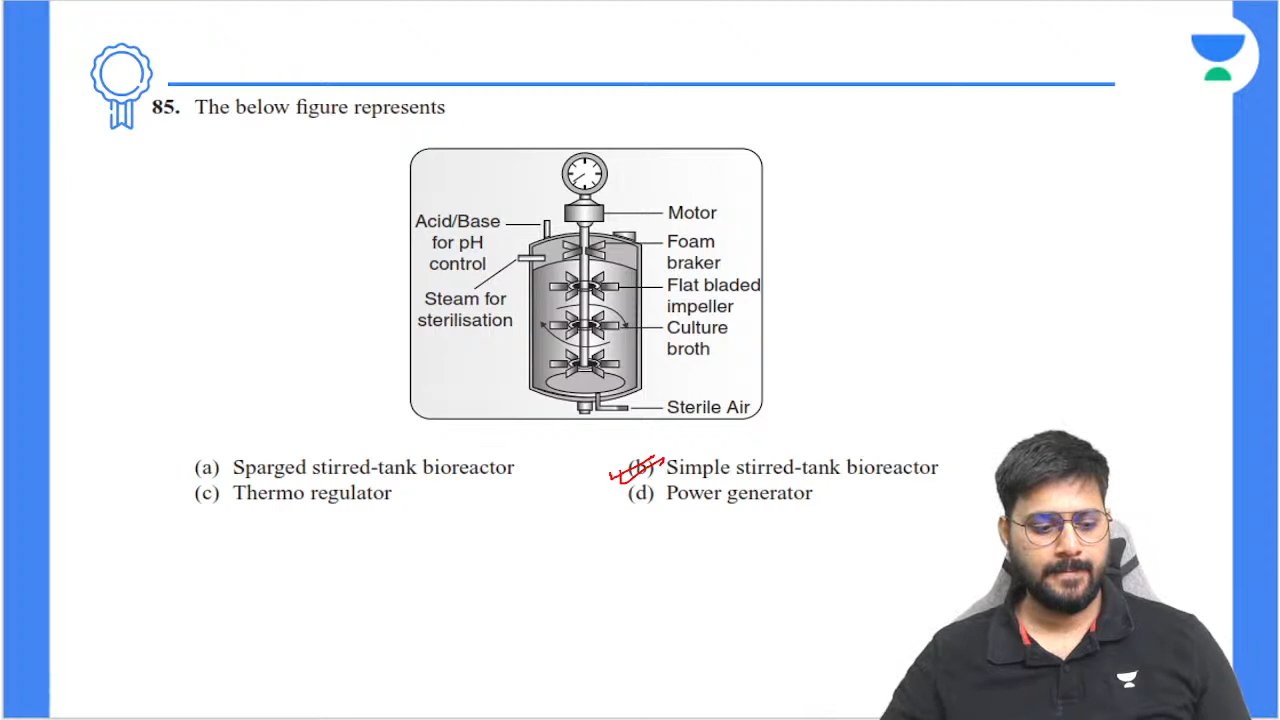 85. The below figure represents
Acid/Base
for pH
control
Steam for
sterilisation
Motor
Foam
braker
Flat bladed
impeller
Culture
broth
Sterile Air
(a) Sparged stirred-tank bioreactor
(b) Simple stirred-tank bioreactor
(c) Thermo regulator
(d) Power generator